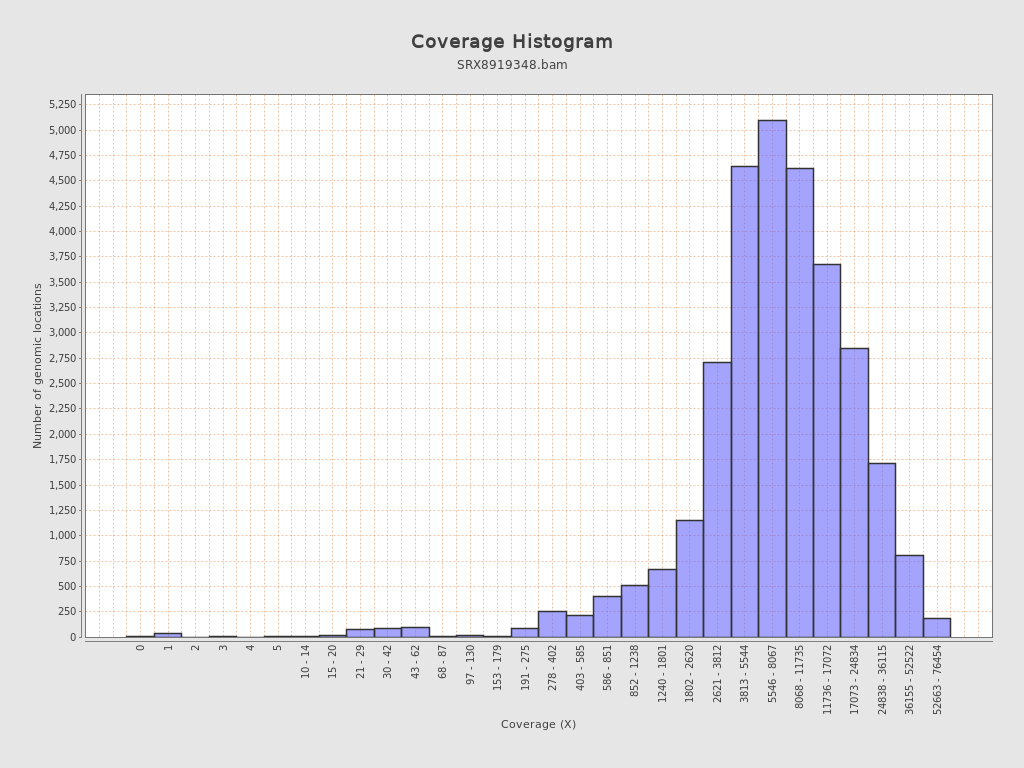 Coverage Histogram
SRX8919348.bam
5,250
5,000
4,750
4,500
4,250
4,000
3,750
3,500
3,250
3,000
2,750
2,500
2,250
2,000
1,750
1,500
1,250
1,000
750
500
250
0
Number of genomic locations
0
1
2
3
4
5
10 - 14
15 - 20
21 - 29
30 - 42
43 - 62
68 - 87
97 - 130
153 - 179
191 - 275
278 - 402
403 - 585
586 - 851
852 - 1238
1240 - 1801
1802 - 2620
2621 - 3812
3813 - 5544
5546 - 8067
8068 - 11735
11736 - 17072
17073 - 24834
24838 - 36115
36155 - 52522
52663 - 76454
Coverage (X)